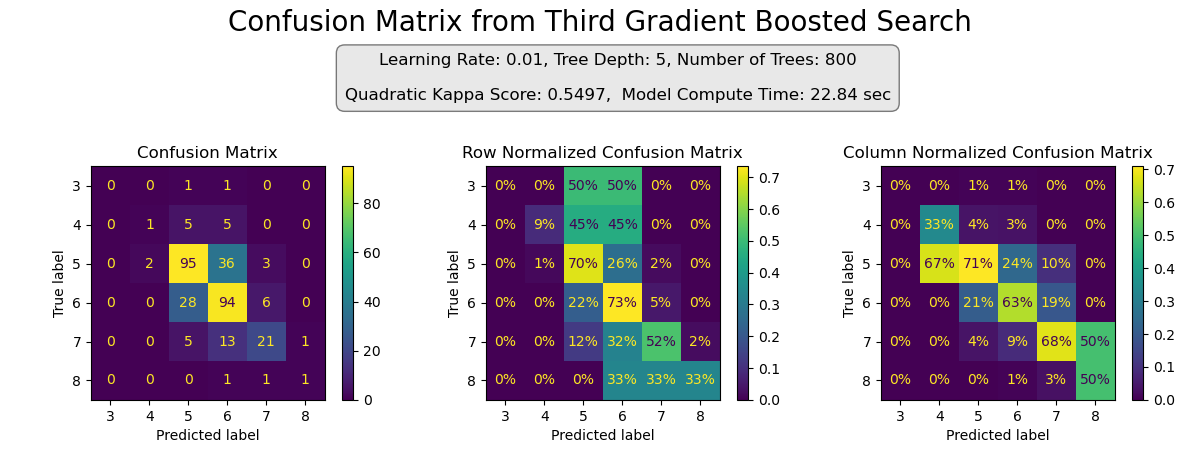 Confusion Matrix from Third Gradient Boosted Search
Learning Rate: 0.01, Tree Depth: 5, Number of Trees: 800
Quadratic Kappa Score: 0.5497,  Model Compute Time: 22.84 sec
Confusion Matrix
True label
3 0 0 1 1 0 0
4 0 1 5 5 0 0
5 0 2 95 36 3 0
6 0 0 28 94 6 0
7 0 0 5 13 21 1
8 0 0 0 1 1 1
3 4 5 6 7 8
Predicted label
80
60
40
20
0
Row Normalized Confusion Matrix
True label
3 0% 0% 50% 50% 0% 0%
4 0% 9% 45% 45% 0% 0%
5 0% 1% 70% 26% 2% 0%
6 0% 0% 22% 73% 5% 0%
7 0% 0% 12% 32% 52% 2%
8 0% 0% 0% 33% 33% 33%
3 4 5 6 7 8
Predicted label
0.7
0.6
0.5
0.4
0.3
0.2
0.1
0.0
Column Normalized Confusion Matrix
True label
3 0% 0% 1% 1% 0% 0%
4 0% 33% 4% 3% 0% 0%
5 0% 67% 71% 24% 10% 0%
6 0% 0% 21% 63% 19% 0%
7 0% 0% 4% 9% 68% 50%
8 0% 0% 0% 1% 3% 50%
3 4 5 6 7 8
Predicted label
0.7
0.6
0.5
0.4
0.3
0.2
0.1
0.0